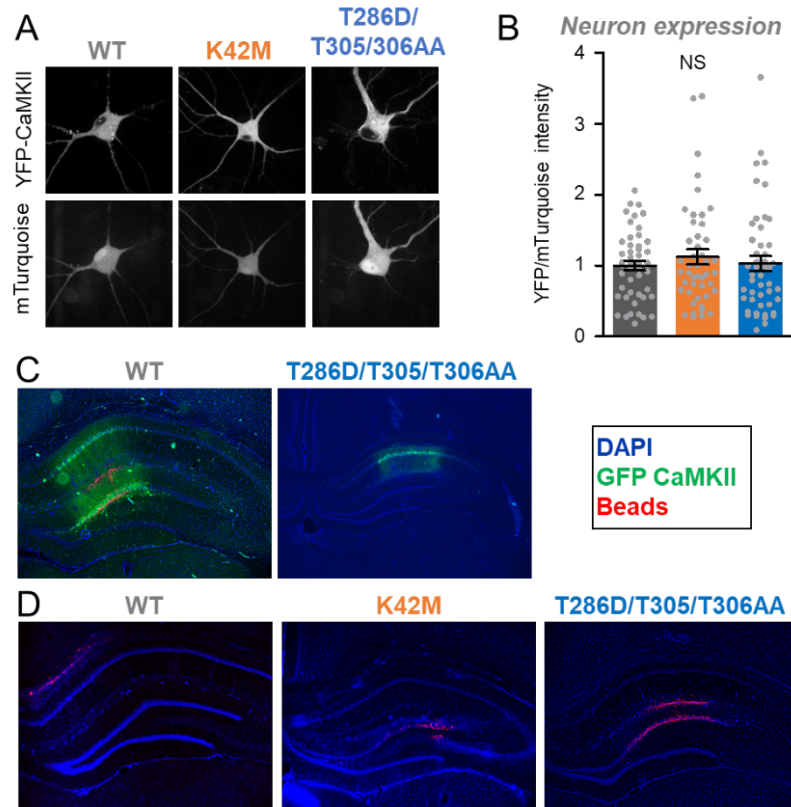 A
WT
K42M
T286D/
T305/306AA
YFP-CaMKII
mTurquoise
B
Neuron expression
NS
YFP/mTurquoise intensity
4
3
2
1
0
C
WT
T286D/T305/T306AA
DAPI
GFP CaMKII
Beads
D
WT
K42M
T286D/T305/T306AA